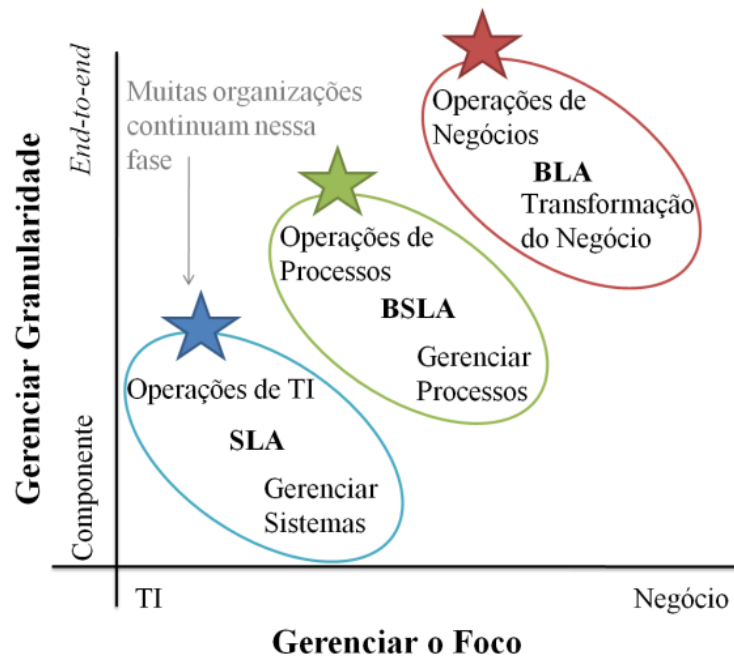 Gerenciar Granularidade
End-to-end
Componente
Muitas organizações
continuam nessa
fase
Operações de
Negócios
BLA
Transformação
do Negócio
Operações de
Processos
BSLA
Gerenciar
Processos
Operações de TI
SLA
Gerenciar
Sistemas
TI
Negócio
Gerenciar o Foco